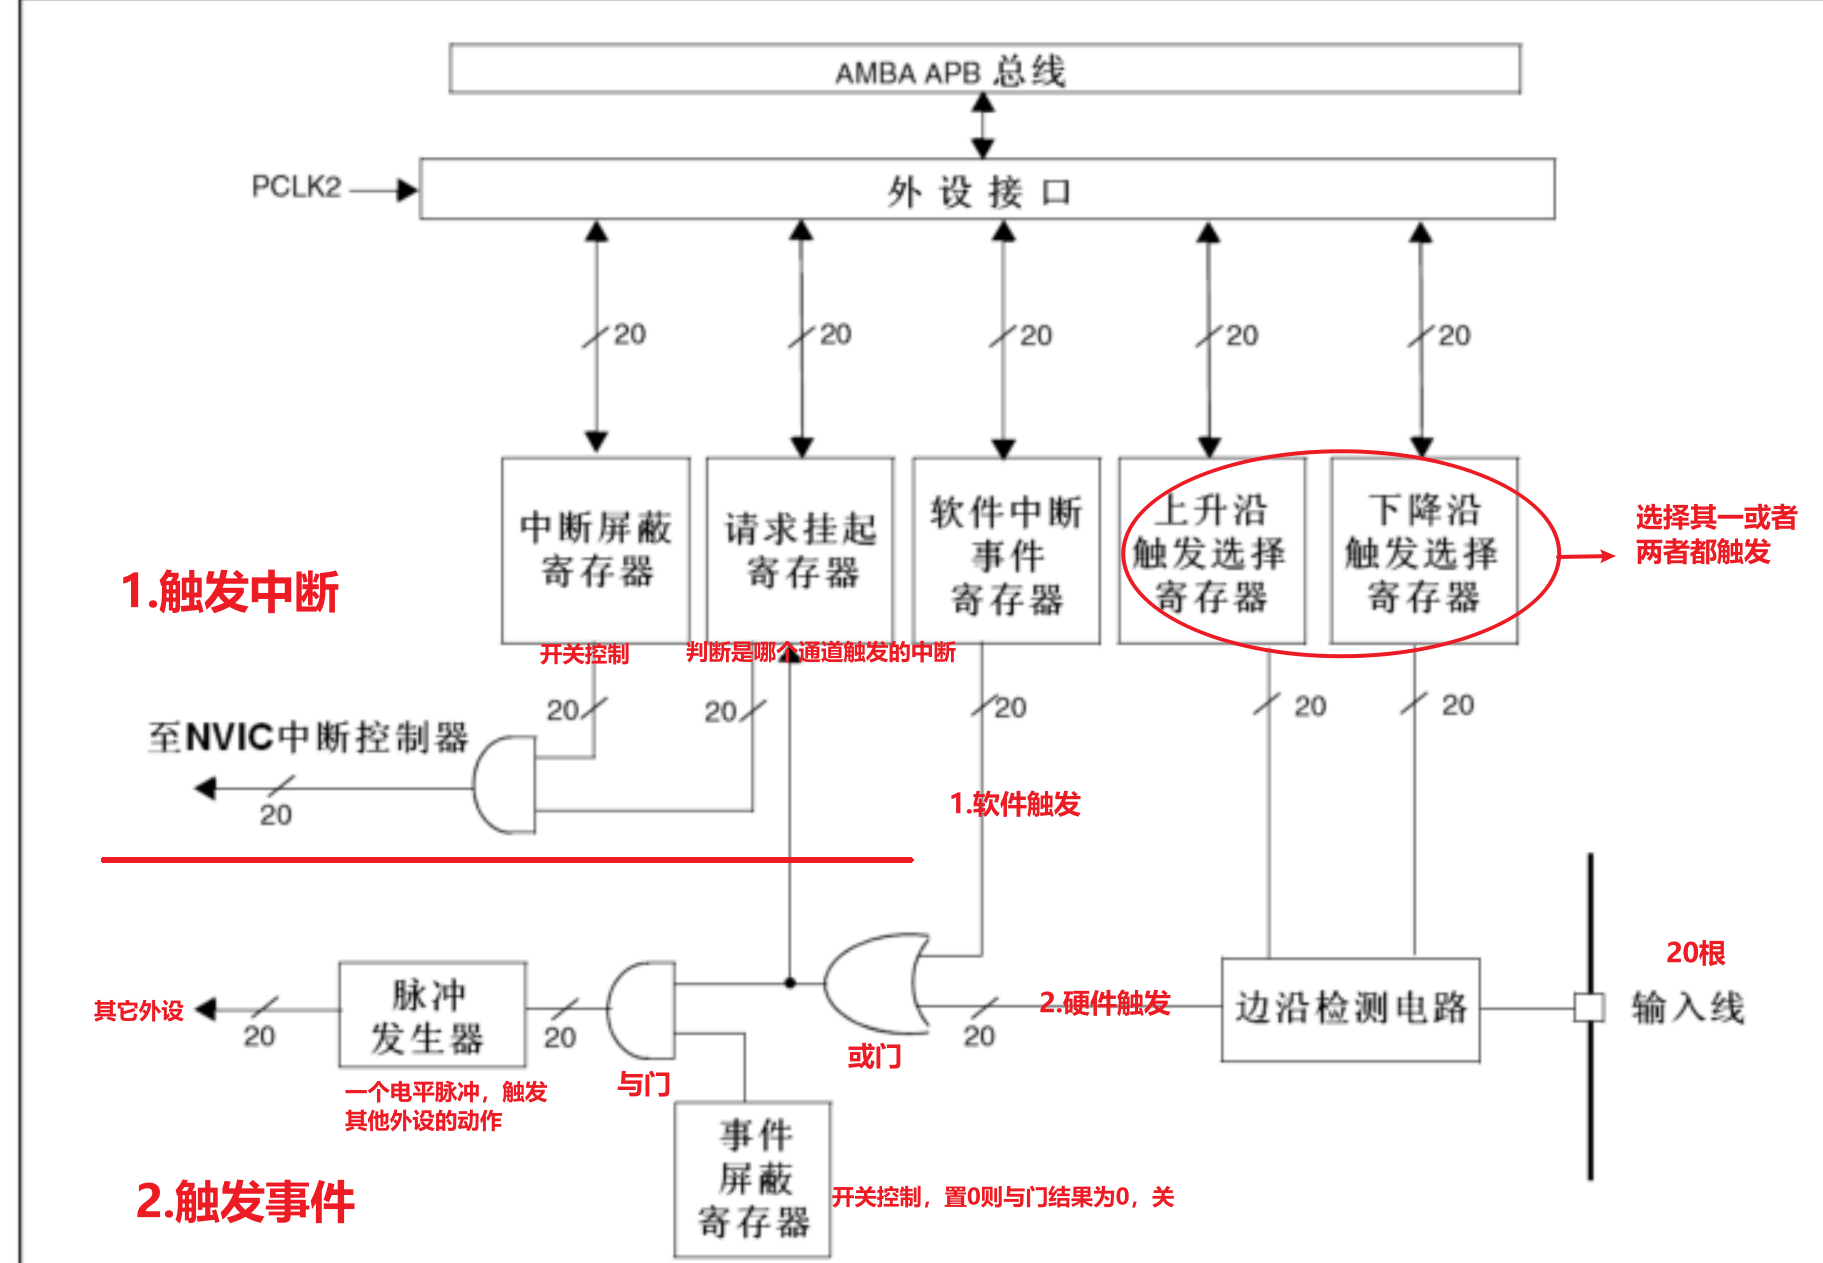 AMBA APB 总线
PCLK2
外设接口
20
20
20
20
20
中断屏蔽
寄存器
请求挂起
寄存器
软件中断
事件
寄存器
上升沿
触发选择
寄存器
下降沿
触发选择
寄存器
选择其一或者
两者都触发
1.触发中断
开关控制
判断是哪个通道触发的中断
20
20
20
20
20
至NVIC中断控制器
20
1.软件触发
20根
输入线
边沿检测电路
2.硬件触发
20
或门
与门
20
脉冲
发生器
20
其它外设
一个电平脉冲，触发
其他外设的动作
事件
屏蔽
寄存器
开关控制，置0则与门结果为0，关
2.触发事件